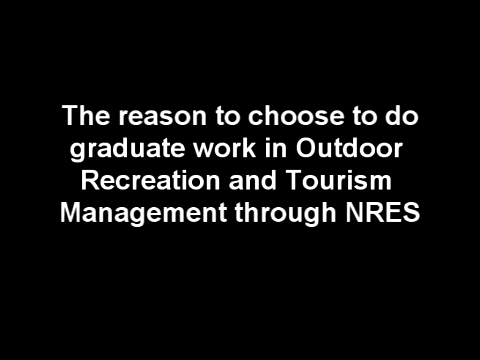 The reason to choose to do
graduate work in Outdoor
Recreation and Tourism
Management through NRES